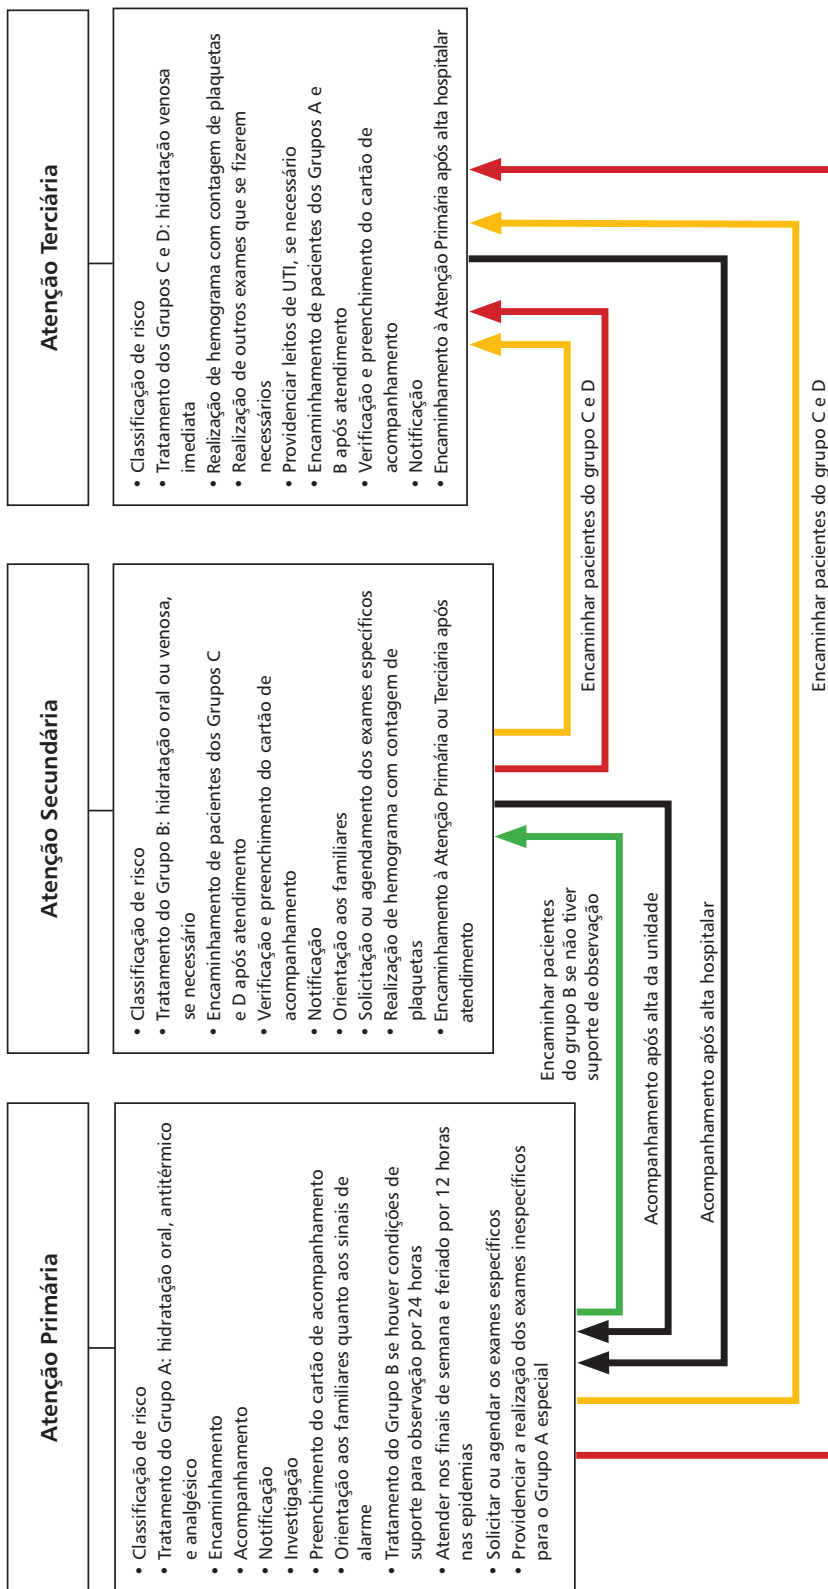 Atenção Primária
• Classificação de risco
• Tratamento do Grupo A: hidratação oral, antitérmico
e analgésico
• Encaminhamento
• Acompanhamento
• Notificação
• Investigação
• Preenchimento do cartão de acompanhamento
• Orientação aos familiares quanto aos sinais de
alarme
• Tratamento do Grupo B se houver condições de
suporte para observação por 24 horas
• Atender nos finais de semana e feriado por 12 horas
nas epidemias
• Solicitar ou agendar os exames específicos
• Providenciar a realização dos exames inespecíficos
para o Grupo A especial
Atenção Secundária
• Classificação de risco
• Tratamento do Grupo B: hidratação oral ou venosa,
se necessário
• Encaminhamento de pacientes dos Grupos C
e D após atendimento
• Verificação e preenchimento do cartão de
acompanhamento
• Notificação
• Orientação aos familiares
• Solicitação ou agendamento dos exames específicos
• Realização de hemograma com contagem de
plaquetas
• Encaminhamento à Atenção Primária ou Terciária após
atendimento
Atenção Terciária
• Classificação de risco
• Tratamento dos Grupos C e D: hidratação venosa
imediata
• Realização de hemograma com contagem de plaquetas
• Realização de outros exames que se fizerem
necessários
• Providenciar leitos de UTI, se necessário
• Encaminhamento de pacientes dos Grupos A e
B após atendimento
• Verificação e preenchimento do cartão de
acompanhamento
• Notificação
• Encaminhamento à Atenção Primária após alta hospitalar
Encaminhar pacientes
do grupo B se não tiver
suporte de observação
Encaminhar pacientes do grupo C e D
Acompanhamento após alta da unidade
Acompanhamento após alta hospitalar
Encaminhar pacientes do grupo C e D